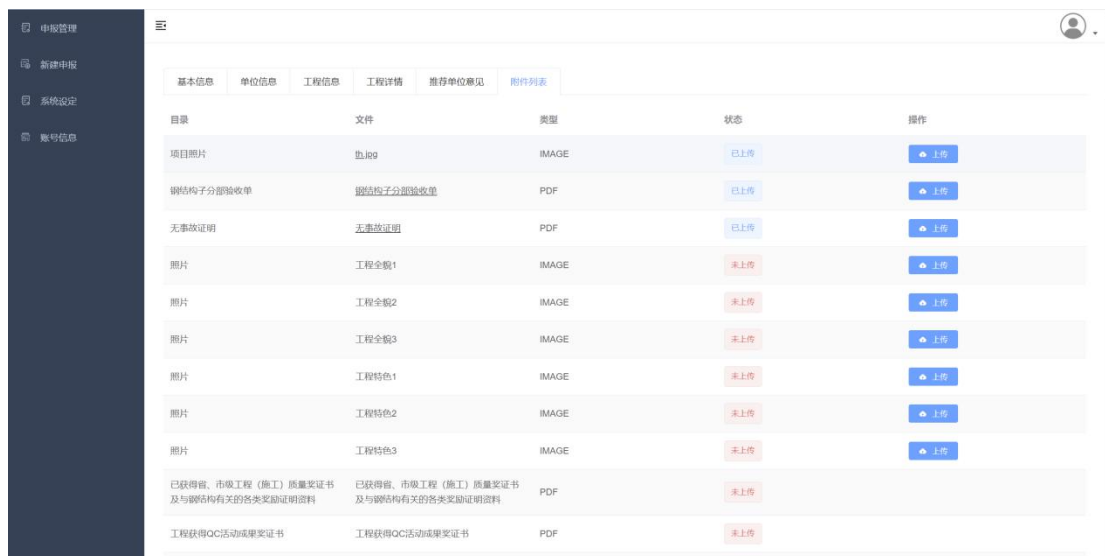 申报管理
新建申报
系统设定
账号信息
基本信息 单位信息 工程信息 工程详情 推荐单位意见 附件列表
目录 文件 类型 状态 操作
项目照片 th.jpg IMAGE 已上传 上传
钢结构子分部验收单 钢结构子分部验收单 PDF 已上传 上传
无事故证明 无事故证明 PDF 已上传 上传
照片 工程全貌1 IMAGE 未上传 上传
照片 工程全貌2 IMAGE 未上传 上传
照片 工程全貌3 IMAGE 未上传 上传
照片 工程特色1 IMAGE 未上传 上传
照片 工程特色2 IMAGE 未上传 上传
照片 工程特色3 IMAGE 未上传 上传
已获得省、市级工程（施工）质量奖证书 已获得省、市级工程（施工）质量奖证书 PDF 未上传
及与钢结构有关的各类奖励证明资料 及与钢结构有关的各类奖励证明资料
工程获得QC活动成果奖证书 工程获得QC活动成果奖证书 PDF 未上传